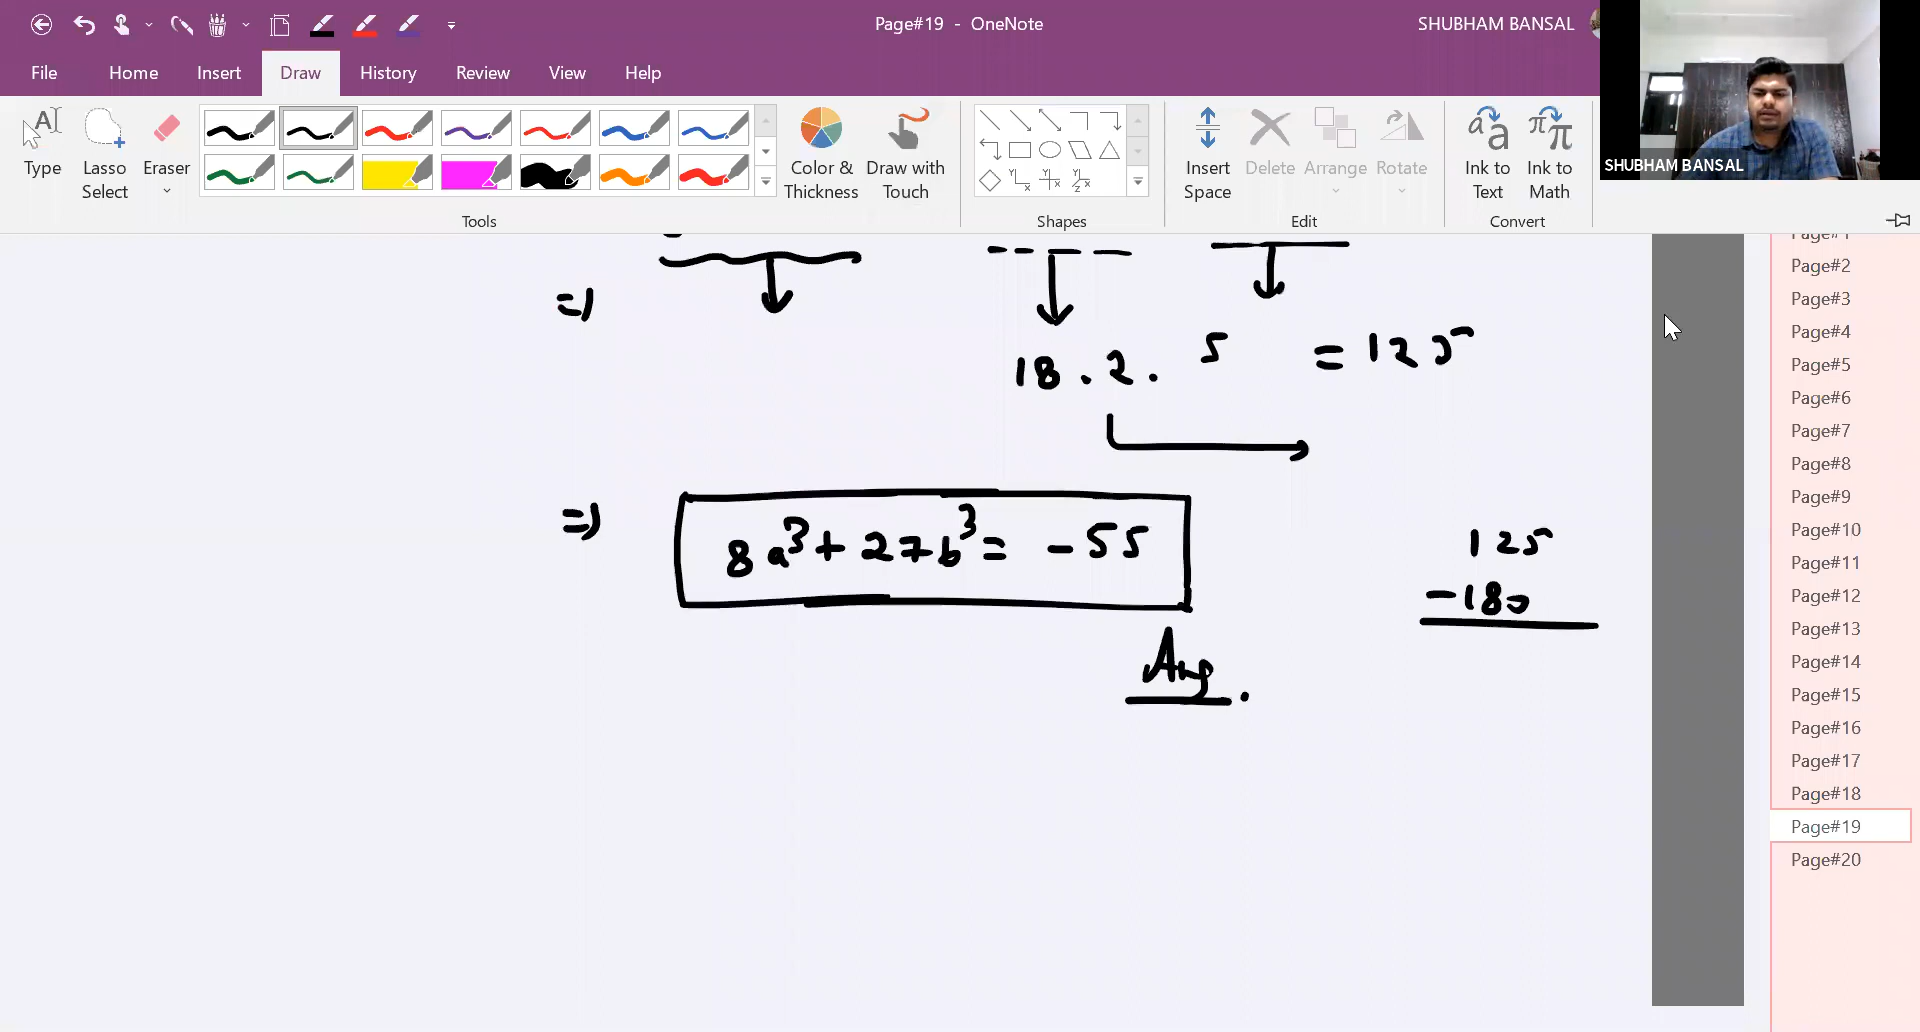 Page#19 - OneNote
SHUBHAM BANSAL
File Home Insert Draw History Review View Help
Type
Lasso Select
Eraser
Color & Thickness
Draw with Touch
Insert Space
Delete
Arrange
Rotate
Ink to Text
Ink to Math
Tools
Shapes
Edit
Convert
SHUBHAM BANSAL
=)
18 . 2 . 5 = 125
=) 8a³ + 27b³ = - 55
125
- 180
Ans.
Page#2
Page#3
Page#4
Page#5
Page#6
Page#7
Page#8
Page#9
Page#10
Page#11
Page#12
Page#13
Page#14
Page#15
Page#16
Page#17
Page#18
Page#19
Page#20